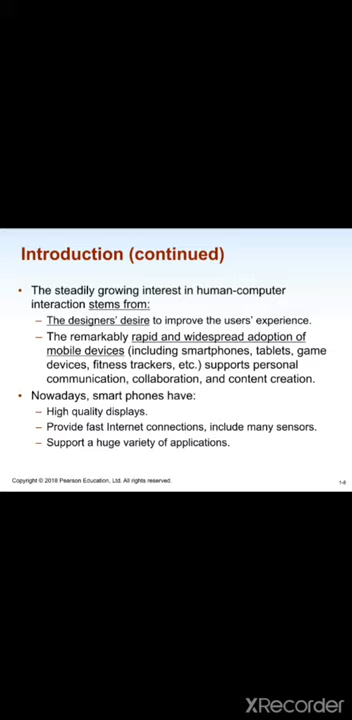 Introduction (continued)
• The steadily growing interest in human-computer
interaction stems from:
– The designers' desire to improve the users' experience.
– The remarkably rapid and widespread adoption of
mobile devices (including smartphones, tablets, game
devices, fitness trackers, etc.) supports personal
communication, collaboration, and content creation.
• Nowadays, smart phones have:
– High quality displays.
– Provide fast Internet connections, include many sensors.
– Support a huge variety of applications.
Copyright © 2018 Pearson Education, Ltd. All rights reserved.
1-6
XRecorder